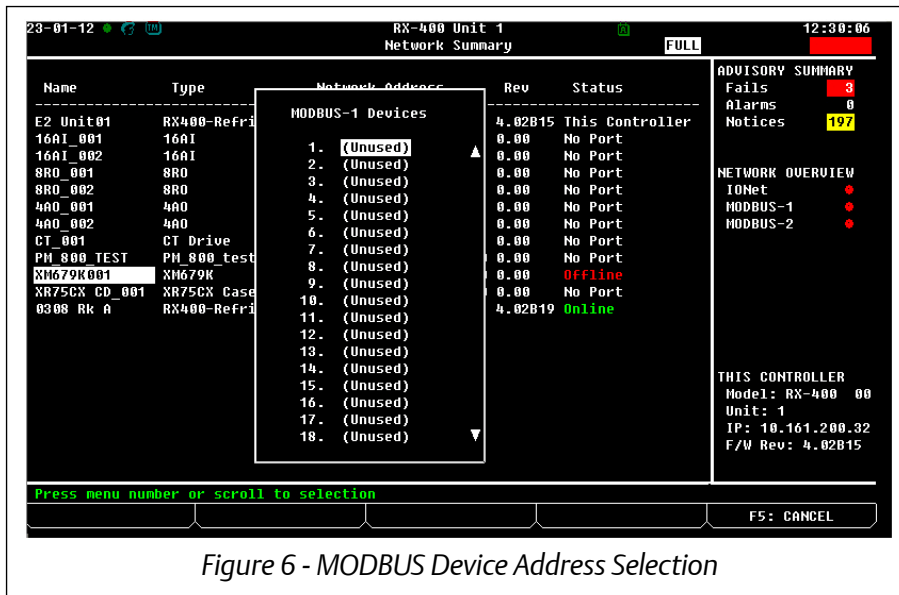 23-01-12 RX-400 Unit 1 12:30:06
Network Summary FULL
ADVISORY SUMMARY
Name Type Network Address Rev Status
Fails 3
Alarms 0
Notices 197
MODBUS-1 Devices
E2 Unit01 RX400-Refri 4.02B15 This Controller
16AI_001 16AI 0.00 No Port
16AI_002 16AI 0.00 No Port
8RO_001 8RO 0.00 No Port
8RO_002 8RO 0.00 No Port
4AO_001 4AO 0.00 No Port
4AO_002 4AO 0.00 No Port
CT_001 CT Drive 0.00 No Port
PM_800_TEST PM_800_test 0.00 No Port
XM679K001 XM679K 0.00 Offline
XR75CX CD_001 XR75CX Case 0.00 No Port
0308 Rk A RX400-Refri 4.02B19 Online
1. (Unused)
2. (Unused)
3. (Unused)
4. (Unused)
5. (Unused)
6. (Unused)
7. (Unused)
8. (Unused)
9. (Unused)
10. (Unused)
11. (Unused)
12. (Unused)
13. (Unused)
14. (Unused)
15. (Unused)
16. (Unused)
17. (Unused)
18. (Unused)
NETWORK OVERVIEW
IONet
MODBUS-1
MODBUS-2
THIS CONTROLLER
Model: RX-400 00
Unit: 1
IP: 10.161.200.32
F/W Rev: 4.02B15
Press menu number or scroll to selection
F5: CANCEL
Figure 6 - MODBUS Device Address Selection